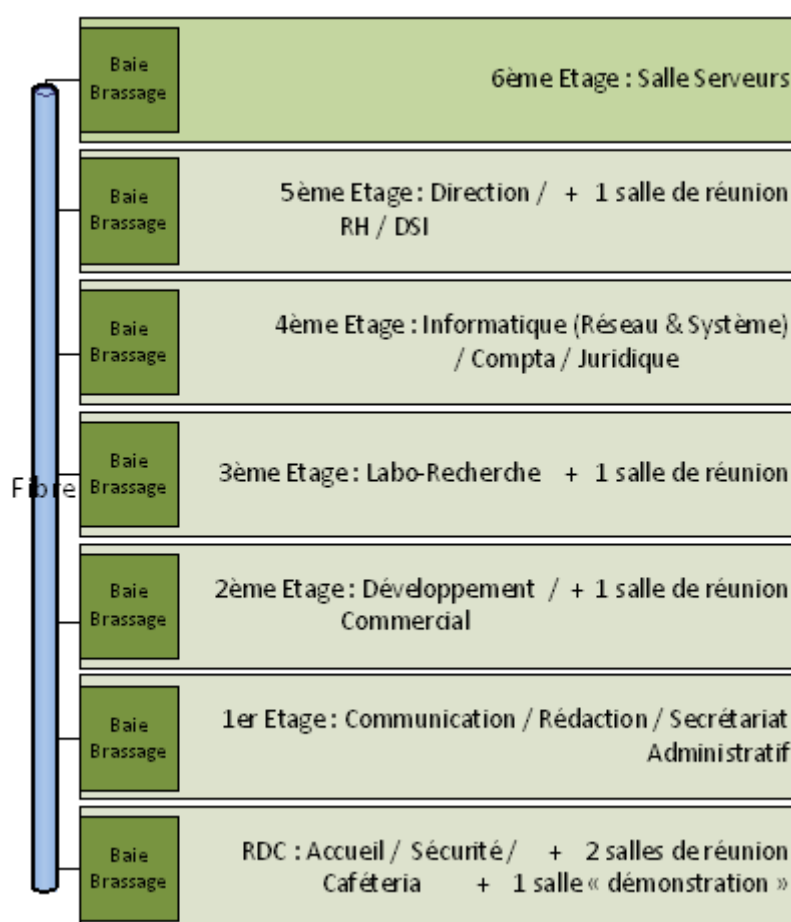 Baie
Brassage
6ème Etage : Salle Serveurs
Baie
Brassage
5ème Etage : Direction / + 1 salle de réunion
RH / DSI
Baie
Brassage
4ème Etage : Informatique (Réseau & Système)
/ Compta / Juridique
Fibre
Baie
Brassage
3ème Etage : Labo-Recherche + 1 salle de réunion
Baie
Brassage
2ème Etage : Développement / + 1 salle de réunion
Commercial
Baie
Brassage
1er Etage : Communication / Rédaction / Secrétariat
Administratif
Baie
Brassage
RDC : Accueil / Sécurité / + 2 salles de réunion
Caféteria + 1 salle « démonstration »